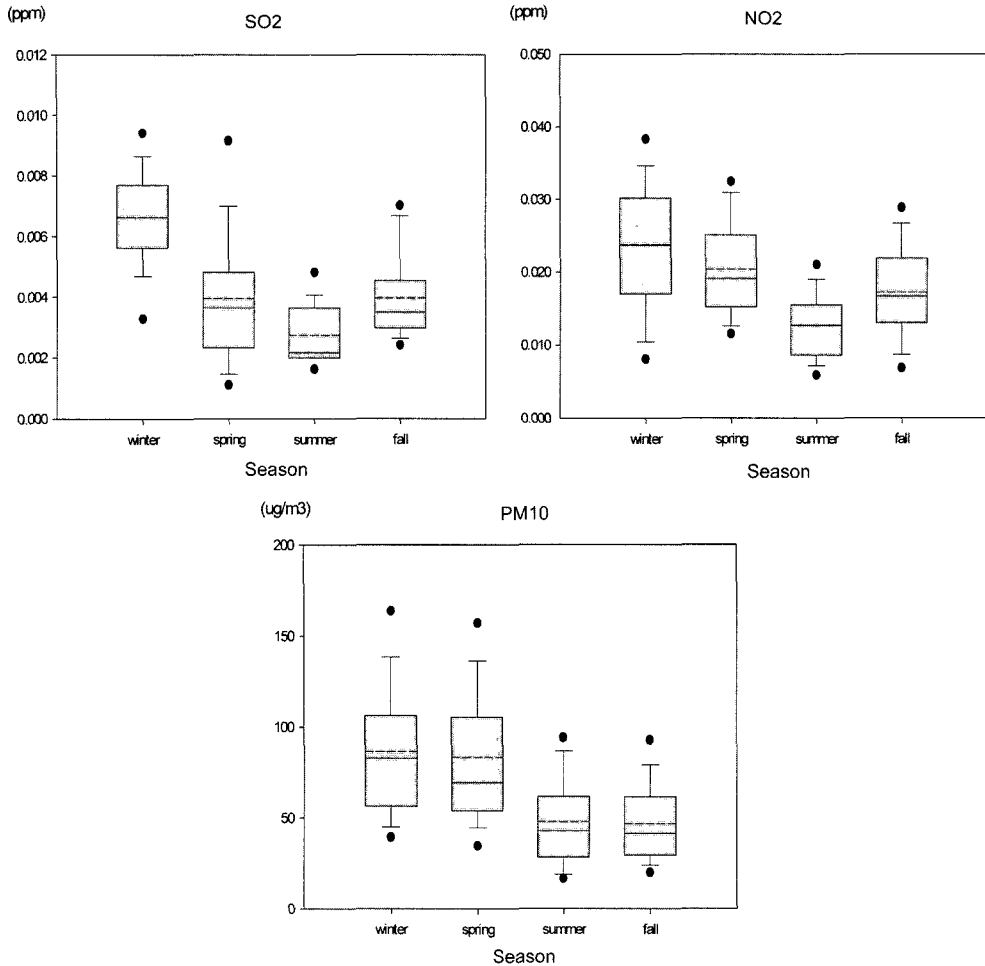 (ppm)
SO2
0.012
0.010
0.008
0.006
0.004
0.002
0.000
winter spring summer fall
Season
(ppm)
NO2
0.050
0.040
0.030
0.020
0.010
0.000
winter spring summer fall
Season
(ug/m3)
PM10
200
150
100
50
0
winter spring summer fall
Season